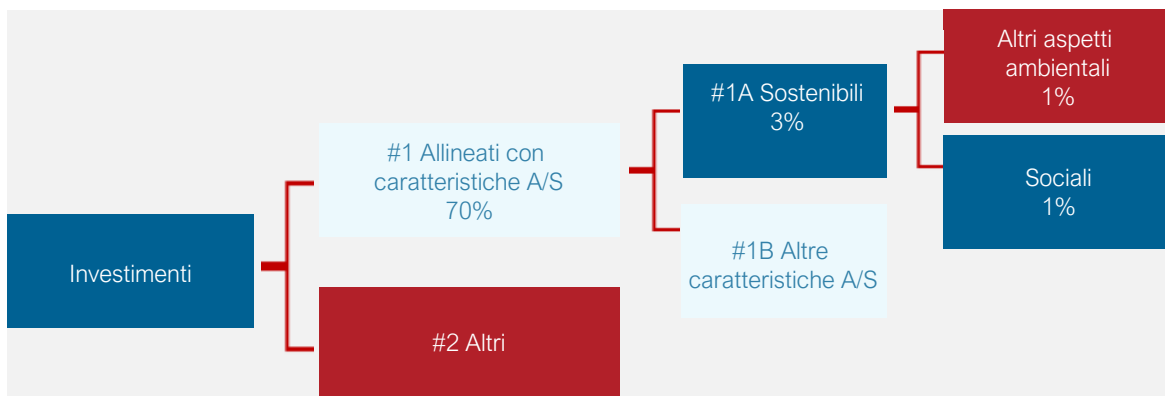 Investimenti
#1 Allineati con
caratteristiche A/S
70%
#2 Altri
#1A Sostenibili
3%
#1B Altre
caratteristiche A/S
Altri aspetti
ambientali
1%
Sociali
1%